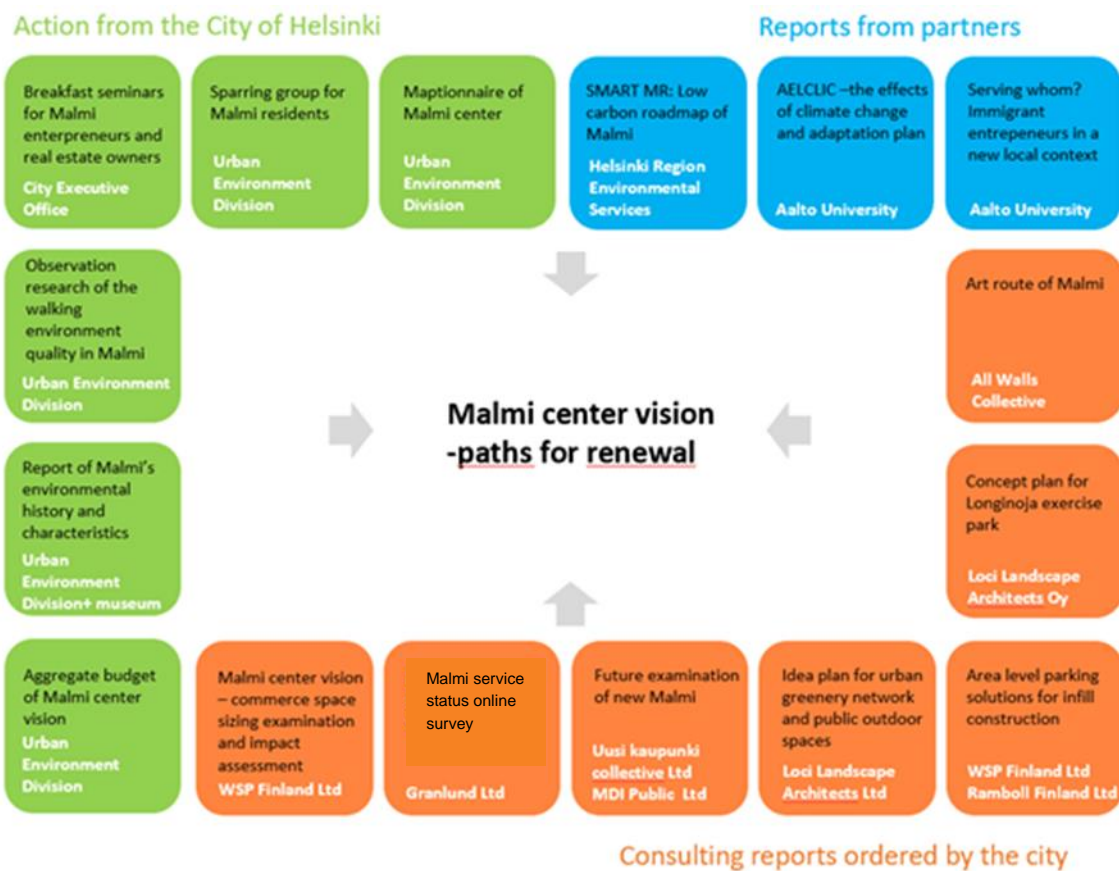 Action from the City of Helsinki
Reports from partners
Breakfast seminars
for Malmi
enterpreneurs and
real estate owners
City Executive
Office
Sparring group for
Malmi residents
Urban
Environment
Division
Maptionnaire of
Malmi center
Urban
Environment
Division
SMART MR: Low
carbon roadmap of
Malmi
Helsinki Region
Environmental
Services
AELCLIC –the effects
of climate change
and adaptation plan
Aalto University
Serving whom?
Immigrant
entrepeneurs in a
new local context
Aalto University
Observation
research of the
walking
environment
quality in Malmi
Urban Environment
Division
Art route of Malmi
All Walls
Collective
Malmi center vision
-paths for renewal
Report of Malmi's
environmental
history and
characteristics
Urban
Environment
Division+ museum
Concept plan for
Longinoja exercise
park
Loci Landscape
Architects Oy
Aggregate budget
of Malmi center
vision
Urban
Environment
Division
Malmi center vision
– commerce space
sizing examination
and impact
assessment
WSP Finland Ltd
Malmi service
status online
survey
Granlund Ltd
Future examination
of new Malmi
Uusi kaupunki
collective Ltd
MDI Public Ltd
Idea plan for urban
greenery network
and public outdoor
spaces
Loci Landscape
Architects Ltd
Area level parking
solutions for infill
construction
WSP Finland Ltd
Ramboll Finland Ltd
Consulting reports ordered by the city